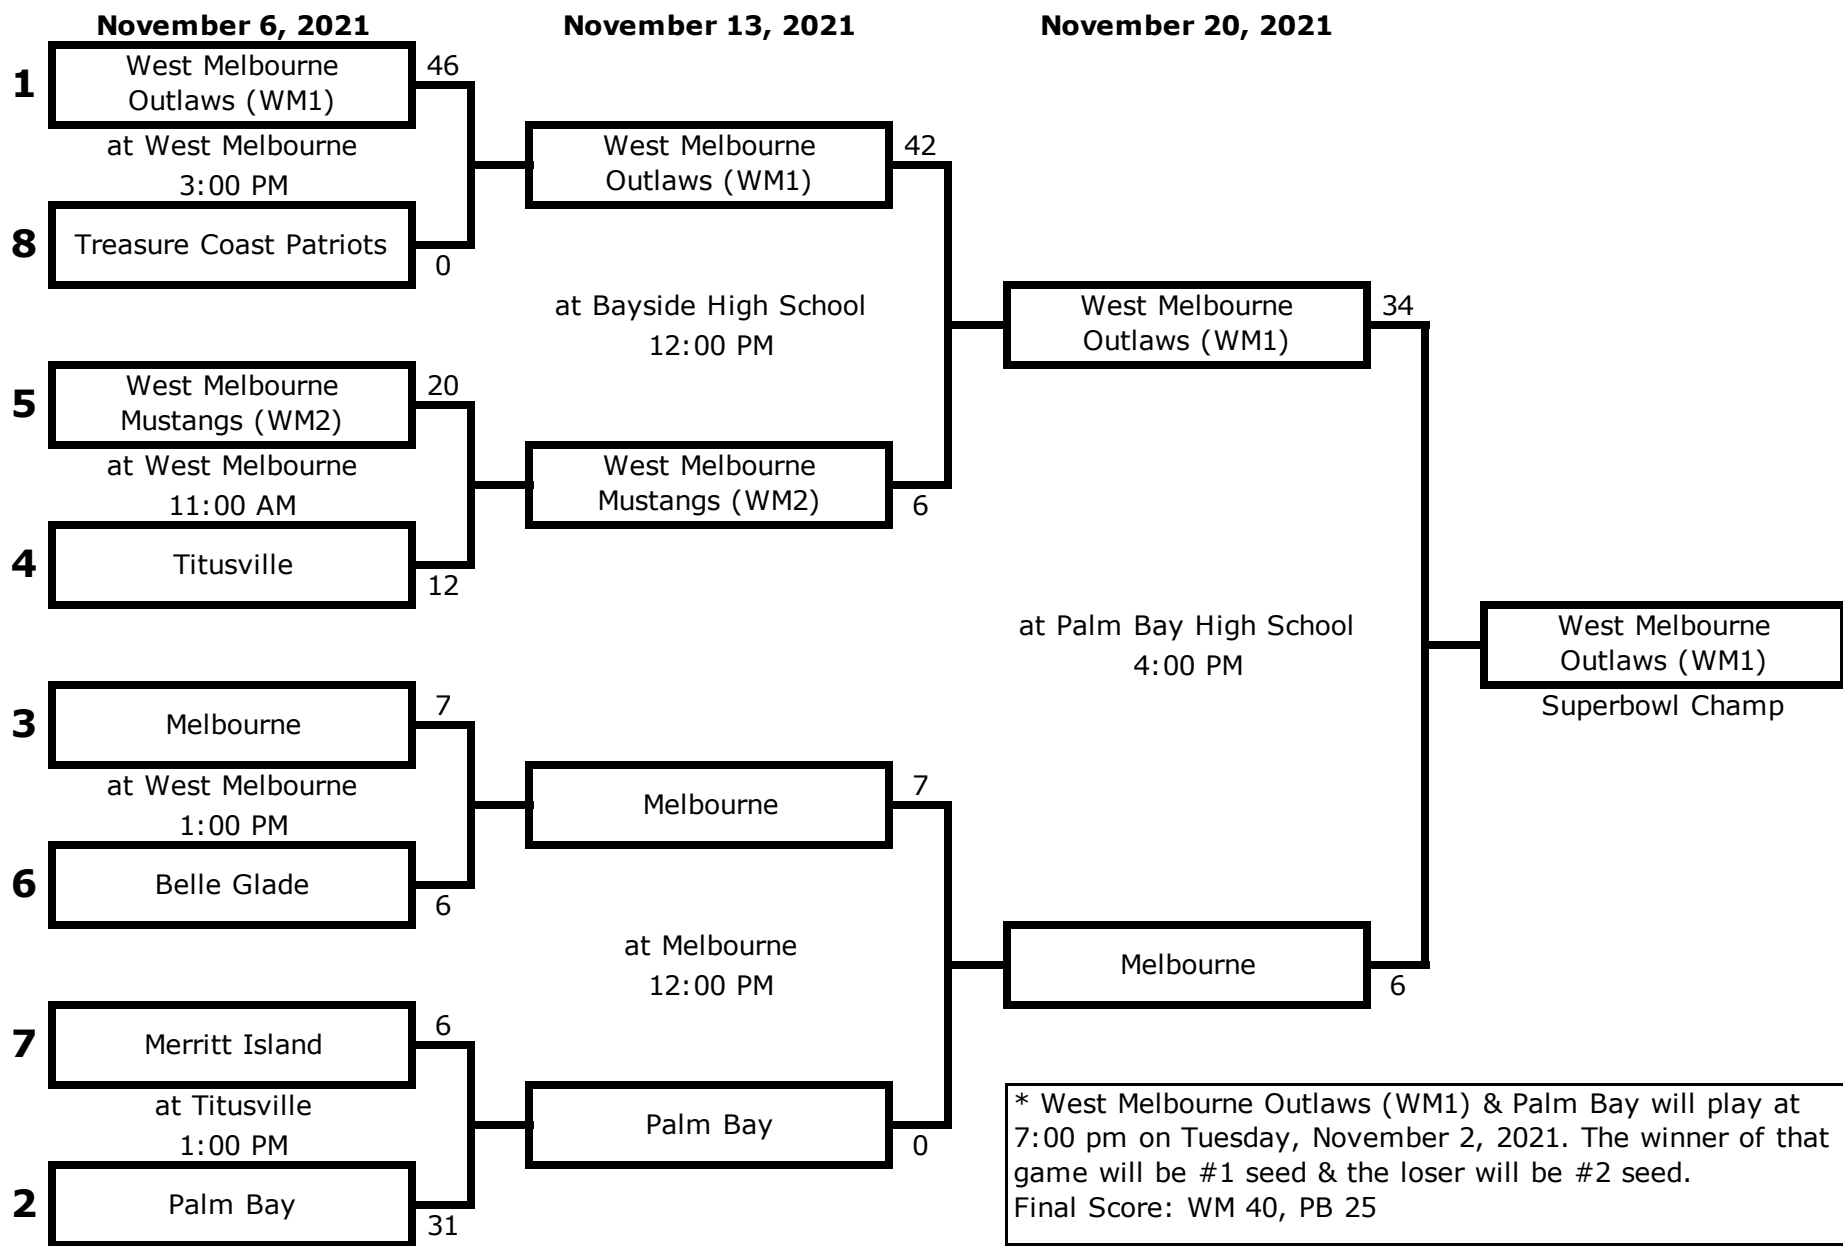 November 6, 2021
November 13, 2021
November 20, 2021
1
West Melbourne
Outlaws (WM1)
46
at West Melbourne
3:00 PM
8
Treasure Coast Patriots
0
5
West Melbourne
Mustangs (WM2)
20
at West Melbourne
11:00 AM
4
Titusville
12
3
Melbourne
7
at West Melbourne
1:00 PM
6
Belle Glade
6
7
Merritt Island
6
at Titusville
1:00 PM
2
Palm Bay
31
West Melbourne
Outlaws (WM1)
42
at Bayside High School
12:00 PM
West Melbourne
Mustangs (WM2)
6
Melbourne
7
at Melbourne
12:00 PM
Palm Bay
0
West Melbourne
Outlaws (WM1)
34
at Palm Bay High School
4:00 PM
Melbourne
6
West Melbourne
Outlaws (WM1)
Superbowl Champ
* West Melbourne Outlaws (WM1) & Palm Bay will play at
7:00 pm on Tuesday, November 2, 2021. The winner of that
game will be #1 seed & the loser will be #2 seed.
Final Score: WM 40, PB 25